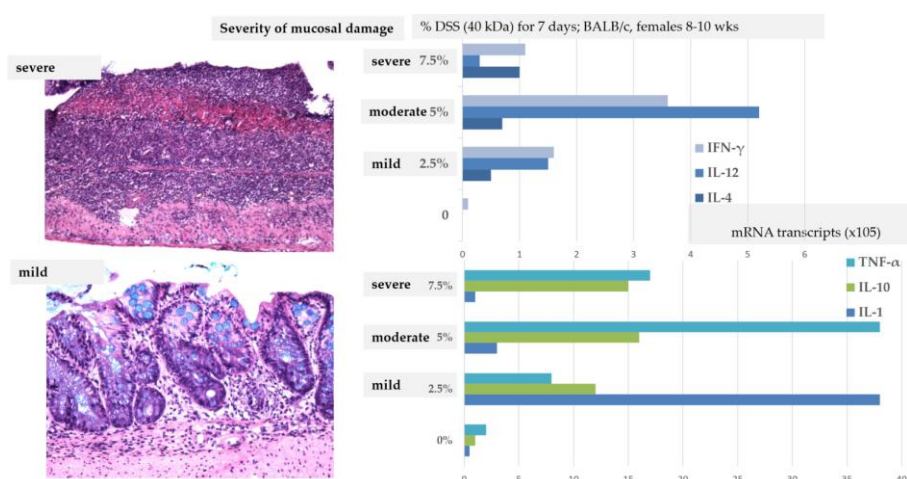 Severity of mucosal damage
% DSS (40 kDa) for 7 days; BALB/c, females 8-10 wks
severe
severe 7.5%
moderate 5%
mild 2.5%
0
IFN-γ
IL-12
IL-4
0 1 2 3 4 5 6
mRNA transcripts (x105)
mild
TNF-α
IL-10
IL-1
severe 7.5%
moderate 5%
mild 2.5%
0%
0 5 10 15 20 25 30 35 40